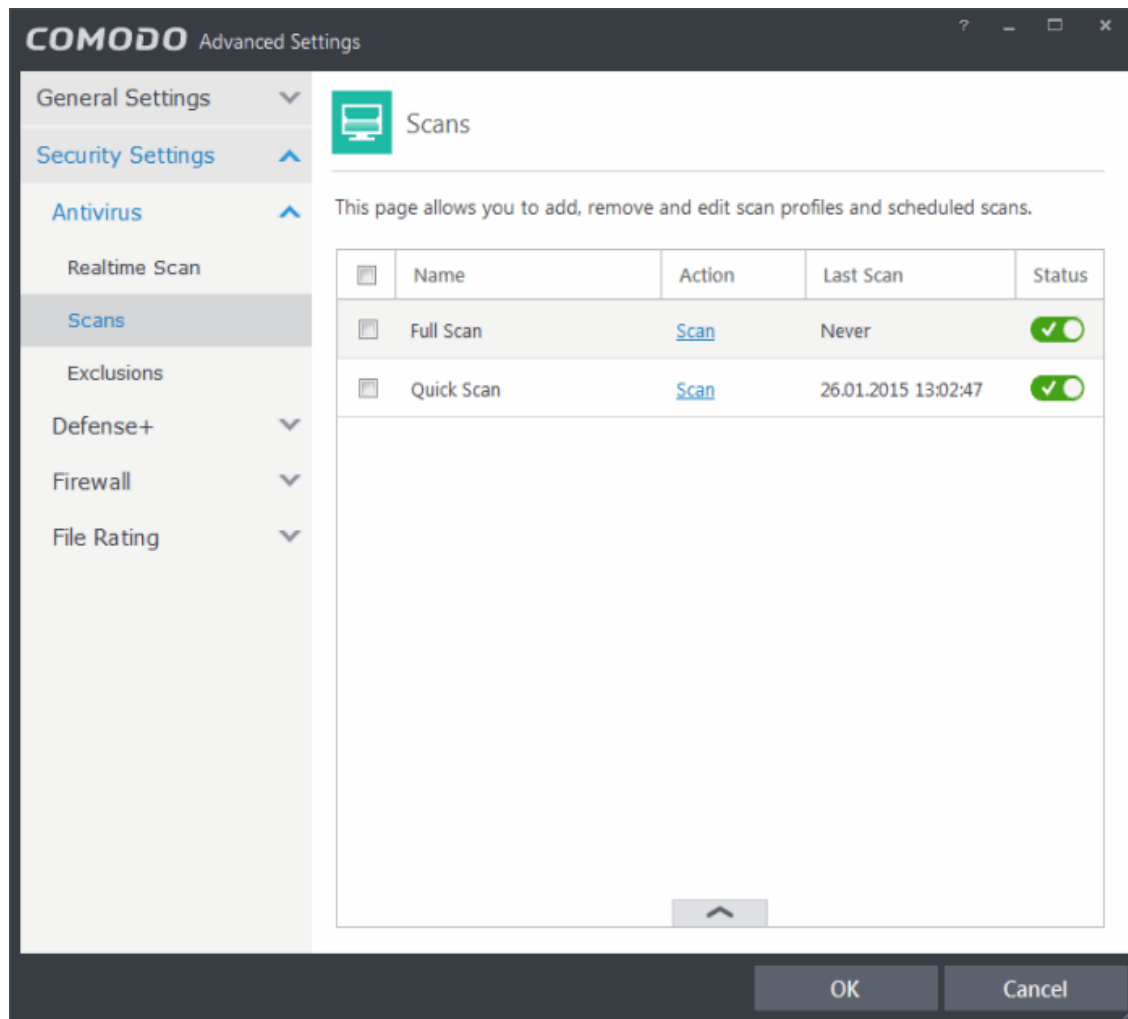 COMODO Advanced Settings
?
General Settings
Security Settings
Antivirus
Realtime Scan
Scans
Exclusions
Defense+
Firewall
File Rating
Scans
This page allows you to add, remove and edit scan profiles and scheduled scans.
Name Action Last Scan Status
Full Scan Scan Never
Quick Scan Scan 26.01.2015 13:02:47
OK Cancel